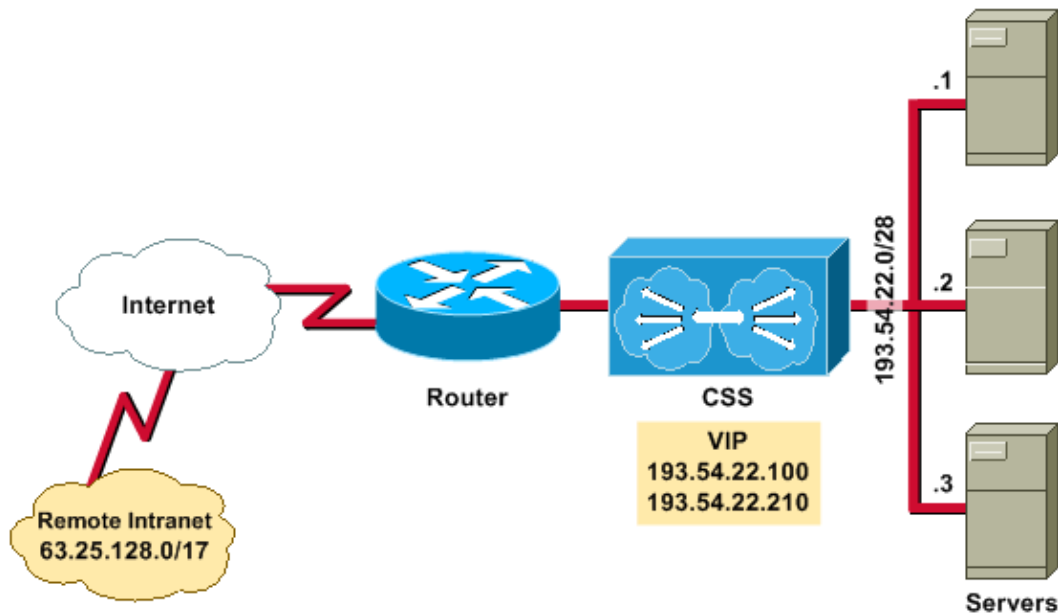 .1
193.54.22.0/28
.2
Internet
Router
CSS
VIP
193.54.22.100
193.54.22.210
.3
Remote Intranet
63.25.128.0/17
Servers